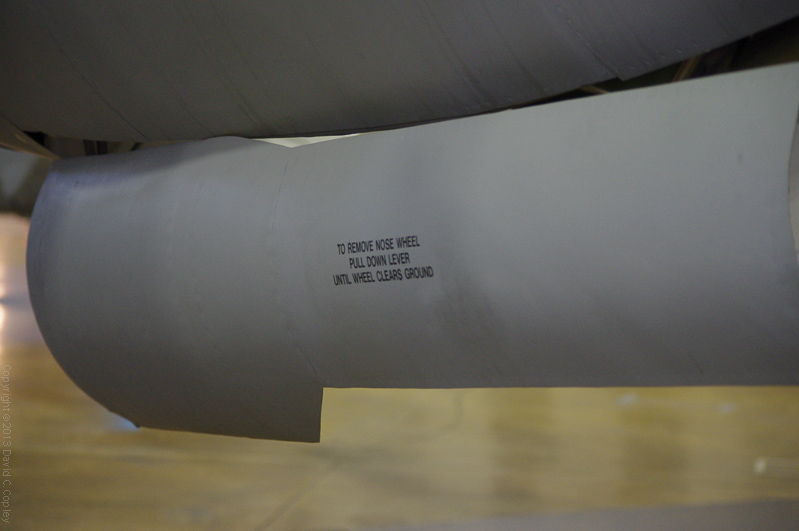 TO REMOVE NOSE WHEEL
PULL DOWN LEVER
UNTIL WHEEL CLEARS GROUND
Copyright ©2013 David C Copley